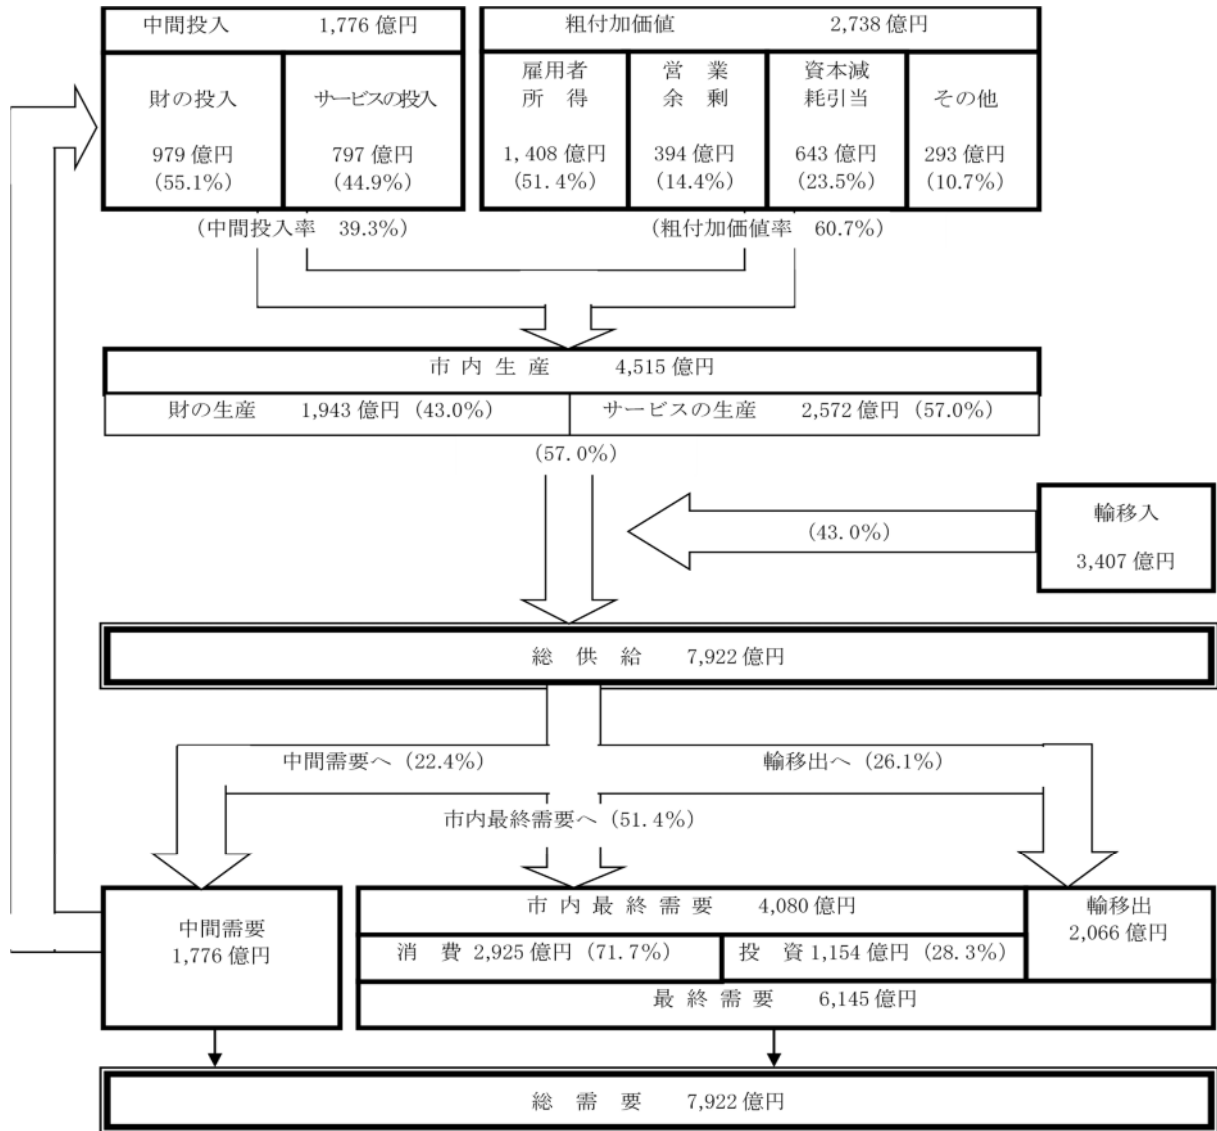 中間投入 1,776 億円
粗付加価値 2,738 億円
財の投入
979 億円
(55.1%)
サービスの投入
797 億円
(44.9%)
雇用者
所得
1,408 億円
(51.4%)
営業
余剰
394 億円
(14.4%)
資本減
耗引当
643 億円
(23.5%)
その他
293 億円
(10.7%)
(中間投入率 39.3%)
(粗付加価値率 60.7%)
市内生産 4,515 億円
財の生産 1,943 億円 (43.0%)
サービスの生産 2,572 億円 (57.0%)
(57.0%)
(43.0%)
輸移入
3,407 億円
総供給 7,922 億円
中間需要へ (22.4%)
輸移出へ (26.1%)
市内最終需要へ (51.4%)
中間需要
1,776 億円
市内最終需要 4,080 億円
消費 2,925 億円 (71.7%)
投資 1,154 億円 (28.3%)
輸移出
2,066 億円
最終需要 6,145 億円
総需要 7,922 億円